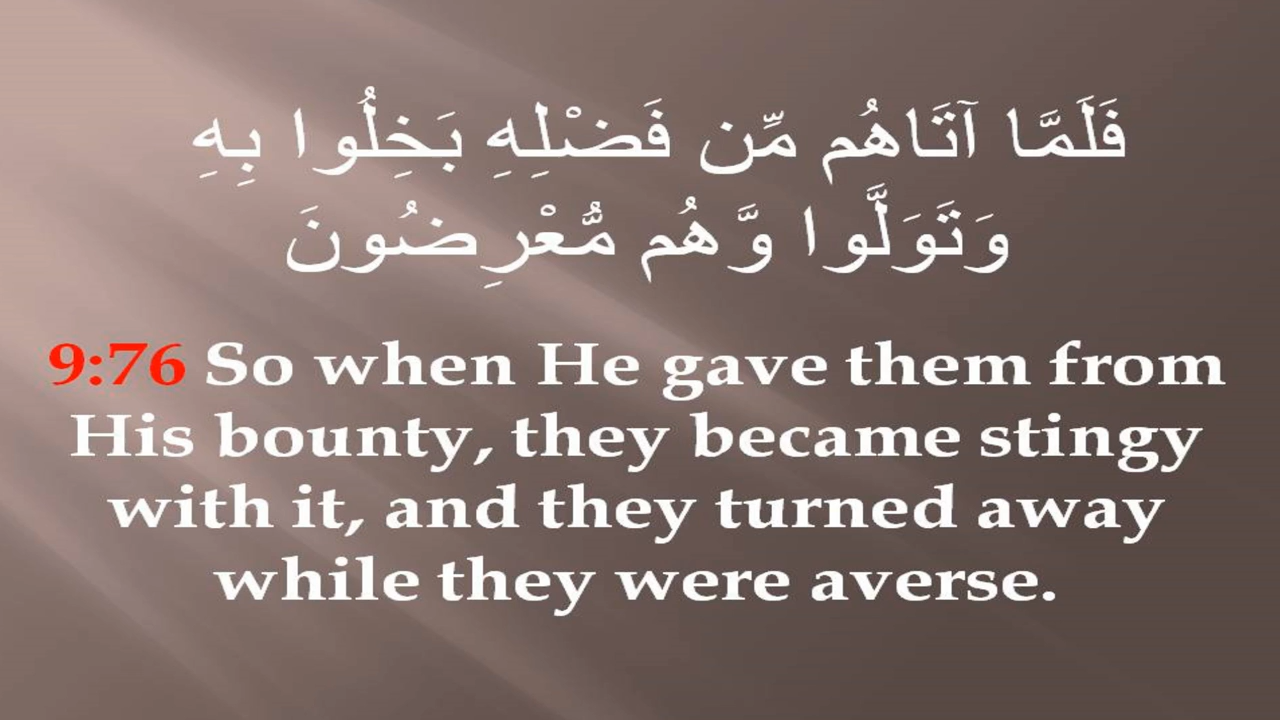 فَلَمَّا آتَاهُم مِّن فَضْلِهِ بَخِلُوا بِهِ
وَتَوَلَّوا وَّهُم مُّعْرِضُونَ
9:76 So when He gave them from
His bounty, they became stingy
with it, and they turned away
while they were averse.